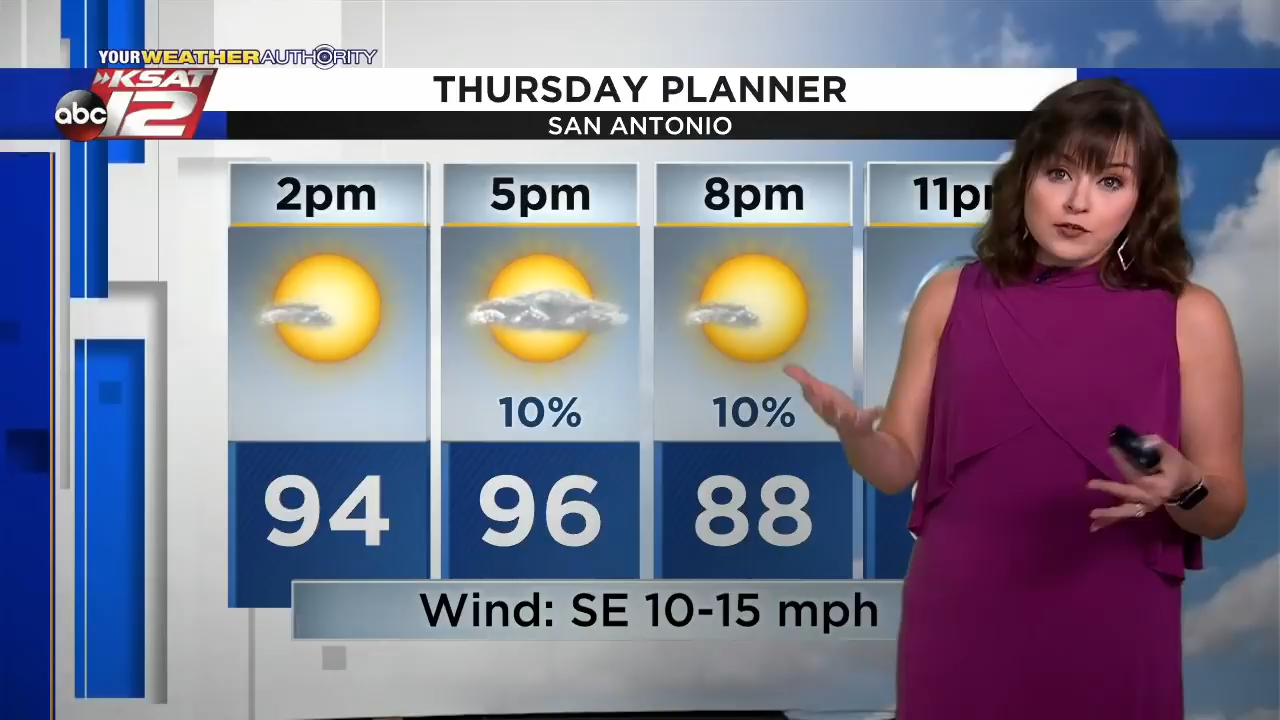 YOURWEATHERAUTHORITY
KSAT
abc 12
THURSDAY PLANNER
SAN ANTONIO
2pm 5pm 8pm
10% 10%
94 96 88
Wind: SE 10-15 mph